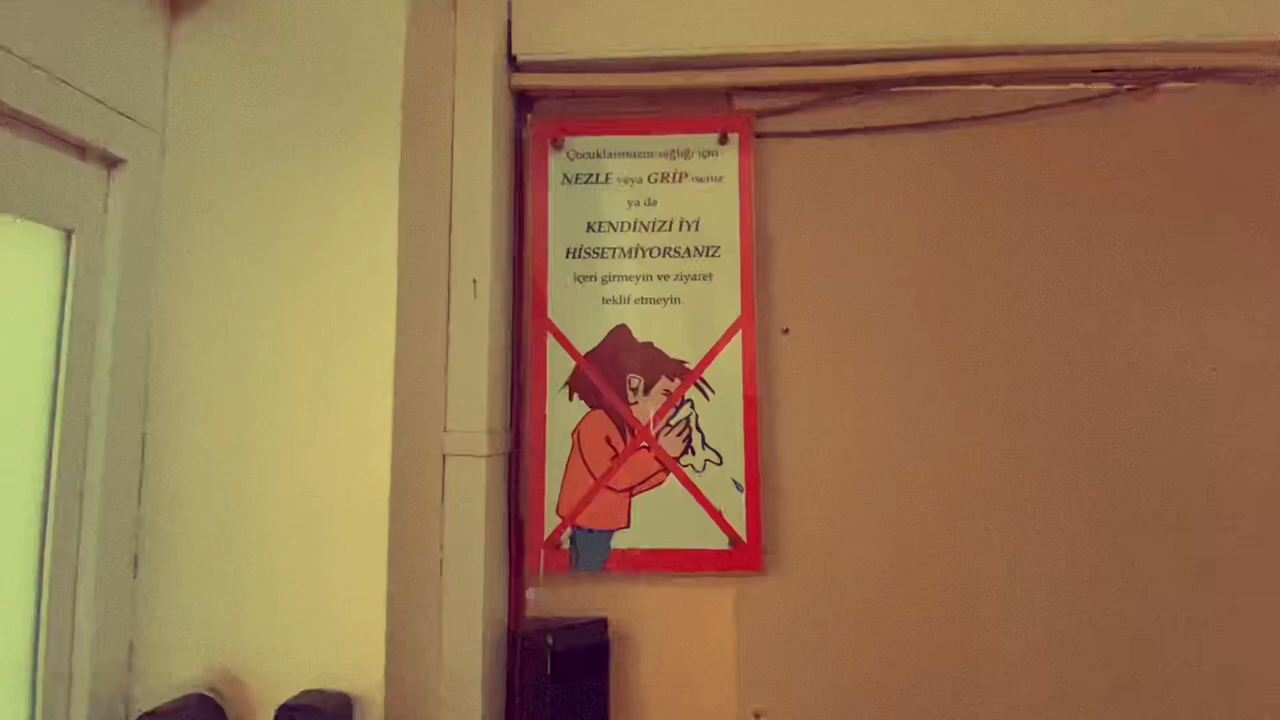 Çocuklarımızın sağlığı için
NEZLE veya GRİP iseniz
ya da
KENDİNİZİ İYİ
HİSSETMİYORSANIZ
içeri girmeyin ve ziyaret
teklif etmeyin.